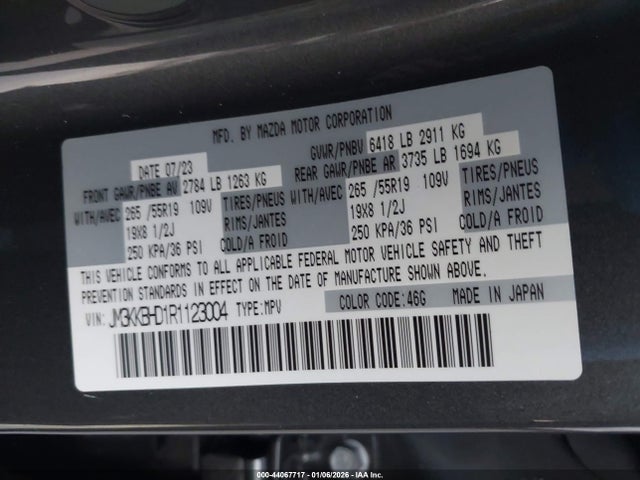 MFD. BY MAZDA MOTOR CORPORATION
DATE 07/23
GVWR/PNBV 6418 LB 2911 KG
FRONT GAWR/PNBE AV 2784 LB 1263 KG
REAR GAWR/PNBE AR 3735 LB 1694 KG
WITH/AVEC 265 /55R19 109V TIRES/PNEUS
19X8 1/2J RIMS/JANTES
250 KPA/36 PSI COLD/A FROID
WITH/AVEC 265 /55R19 109V TIRES/PNEUS
19X8 1/2J RIMS/JANTES
250 KPA/36 PSI COLD/A FROID
THIS VEHICLE CONFORMS TO ALL APPLICABLE FEDERAL MOTOR VEHICLE SAFETY AND THEFT
PREVENTION STANDARDS IN EFFECT ON THE DATE OF MANUFACTURE SHOWN ABOVE.
VIN: JM3KKBHD1R1123004 TYPE:MPV
COLOR CODE:46G MADE IN JAPAN
000-44067717 - 01/06/2026 - IAA Inc.